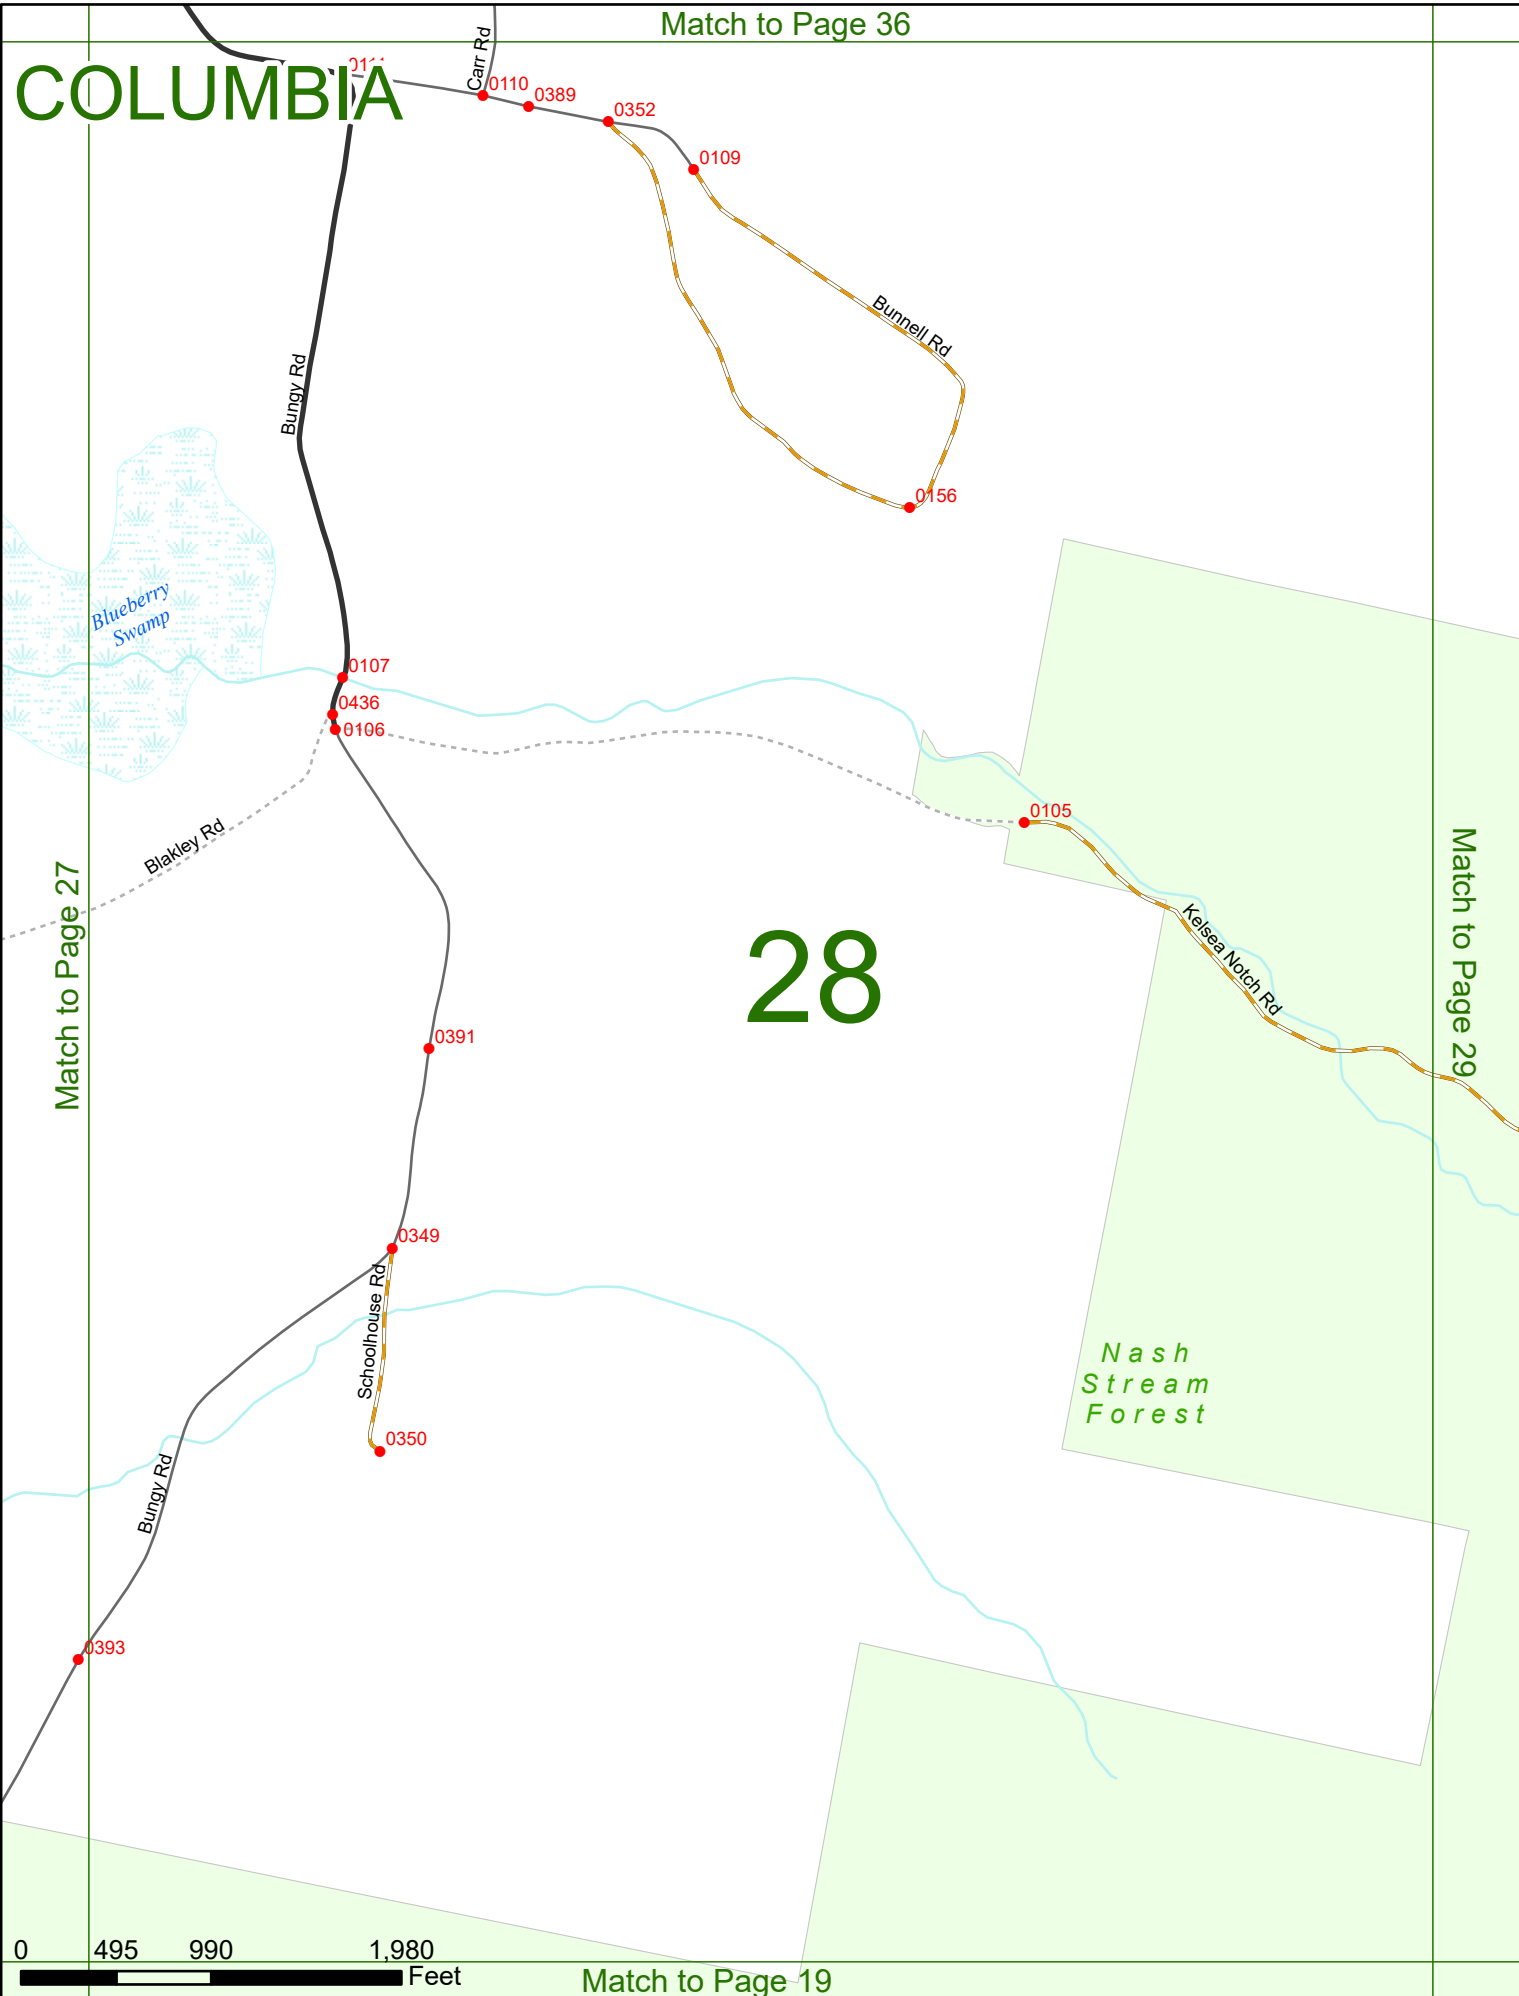 Match to Page 36
COLUMBIA
Carr Rd
0110
0389
0352
0109
Bunnell Rd
Bungy Rd
0156
Blueberry
Swamp
0107
0436
0106
0105
Blakley Rd
Match to Page 27
Match to Page 29
Kelsea Notch Rd
28
0391
0349
Schoolhouse Rd
Nash
Stream
Forest
0350
Bungy Rd
0393
0 495 990 1,980
Feet
Match to Page 19